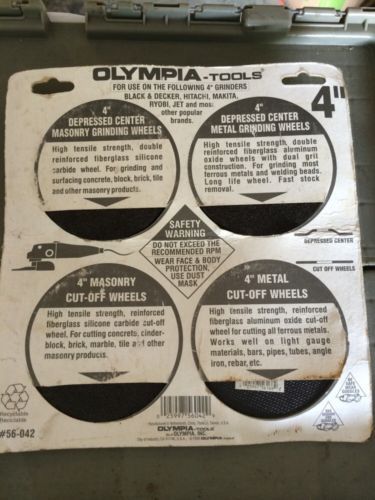 OLYMPIA-TOOLS
FOR USE ON THE FOLLOWING 4" GRINDERS
BLACK & DECKER, HITACHI, MAKITA,
RYOBI, JET and most
other popular
brands.
4"
4"
DEPRESSED CENTER
MASONRY GRINDING WHEELS
High tensile strength, double
reinforced fiberglass silicone
carbide wheel. For grinding and
surfacing concrete, block, brick, tile
and other masonry products.
4"
DEPRESSED CENTER
METAL GRINDING WHEELS
High tensile strength, double
reinforced fiberglass aluminum
oxide wheels with dual gril
construction. For grinding most
ferrous metals and welding beads.
Long life wheel. Fast stock
removal.
SAFETY
WARNING
DO NOT EXCEED THE
RECOMMENDED RPM
WEAR FACE & BODY
PROTECTION.
USE DUST
MASK
DEPRESSED CENTER
CUT OFF WHEELS
4" MASONRY
CUT-OFF WHEELS
High tensile strength, reinforced
fiberglass silicone carbide cut-off
wheel. For cutting concrete, cinder-
block, brick, marble, tile and other
masonry products.
4" METAL
CUT-OFF WHEELS
High tensile strength, reinforced
fiberglass aluminum oxide cut-off
wheel for cutting all ferrous metals.
Works well on light gauge
materials, bars, pipes, tubes, angle
iron, rebar, etc.
Recyclable
#56-042
OLYMPIA-TOOLS
OLYMPIA, INC.
SAFE
WEAR
GOGGLES